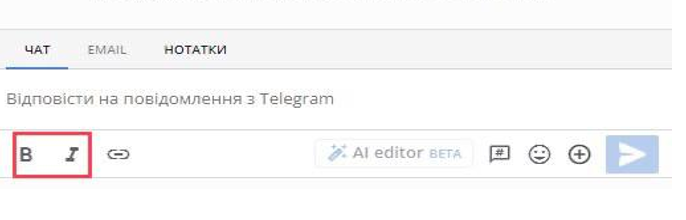 ЧАТ EMAIL НОТАТКИ
Відповісти на повідомлення з Telegram
B I AI editor BETA #